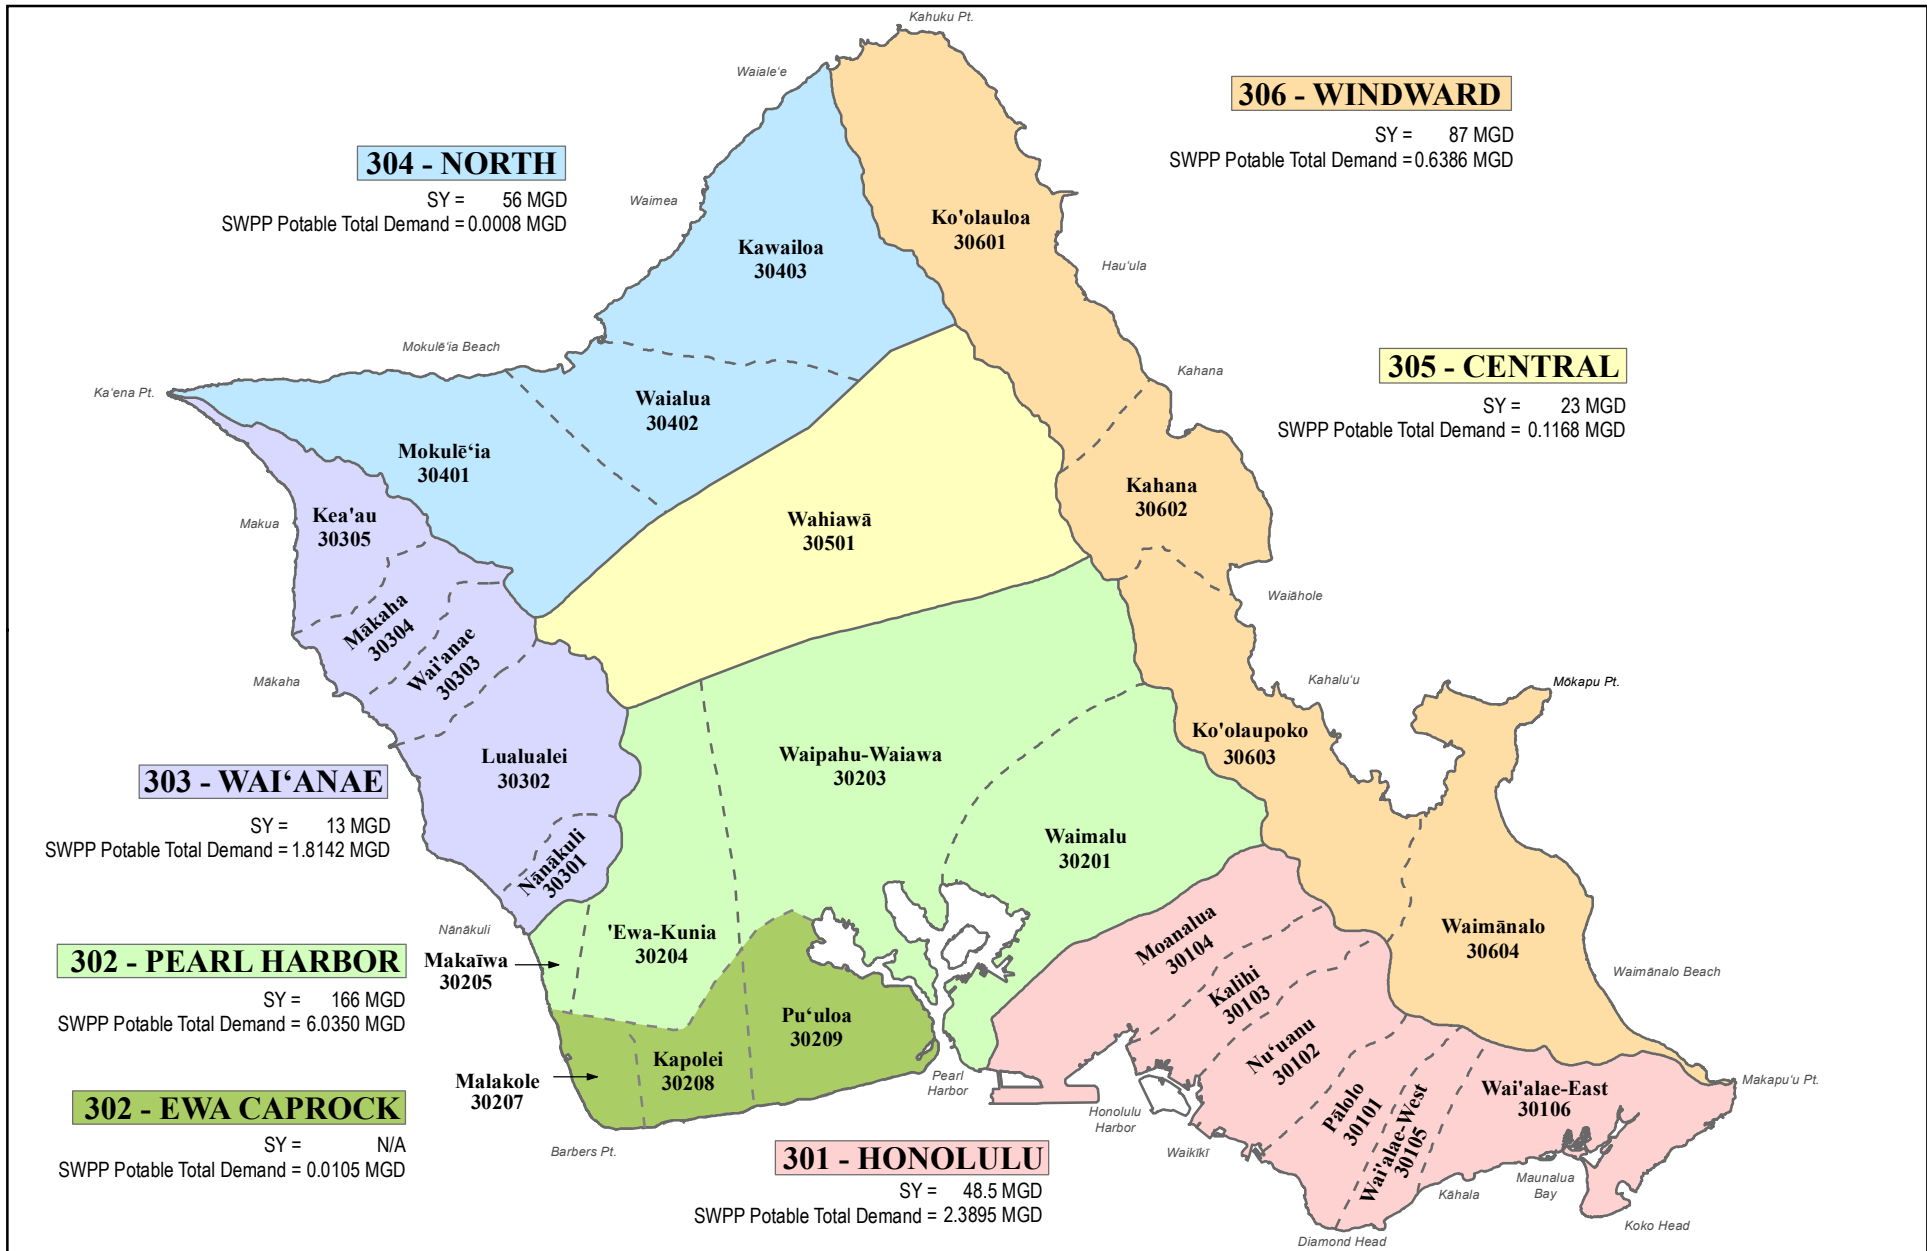 Kahuku Pt.
Waiale‘e
306 - WINDWARD
SY = 87 MGD
SWPP Potable Total Demand = 0.6386 MGD
304 - NORTH
SY = 56 MGD
SWPP Potable Total Demand = 0.0008 MGD
Waimea
Ko'olauloa
30601
Kawailoa
30403
Hau‘ula
Mokulē‘ia Beach
Kahana
305 - CENTRAL
SY = 23 MGD
SWPP Potable Total Demand = 0.1168 MGD
Ka‘ena Pt.
Waialua
30402
Mokulē‘ia
30401
Kahana
30602
Kea'au
30305
Makua
Wahiawā
30501
Waiāhole
Mākaha
30304
Wai'anae
30303
Mākaha
Kahalu‘u
Mōkapu Pt.
Ko'olaupoko
30603
Lualualei
30302
Waipahu-Waiawa
30203
303 - WAI‘ANAE
SY = 13 MGD
SWPP Potable Total Demand = 1.8142 MGD
Nānākuli
30301
Waimalu
30201
Nānākuli
'Ewa-Kunia
30204
Moanalua
30104
Waimānalo
30604
302 - PEARL HARBOR
SY = 166 MGD
SWPP Potable Total Demand = 6.0350 MGD
Makaīwa
30205
Kalihi
30103
Waimānalo Beach
Pu‘uloa
30209
Nu‘uanu
30102
Kapolei
30208
Malakole
30207
Pearl
Harbor
Makapu‘u Pt.
302 - EWA CAPROCK
SY = N/A
SWPP Potable Total Demand = 0.0105 MGD
Honolulu
Harbor
Pālolo
30101
Wai'alae-West
30105
Wai'alae-East
30106
Barbers Pt.
Waikīkī
301 - HONOLULU
SY = 48.5 MGD
SWPP Potable Total Demand = 2.3895 MGD
Kāhala
Maunalua
Bay
Koko Head
Diamond Head